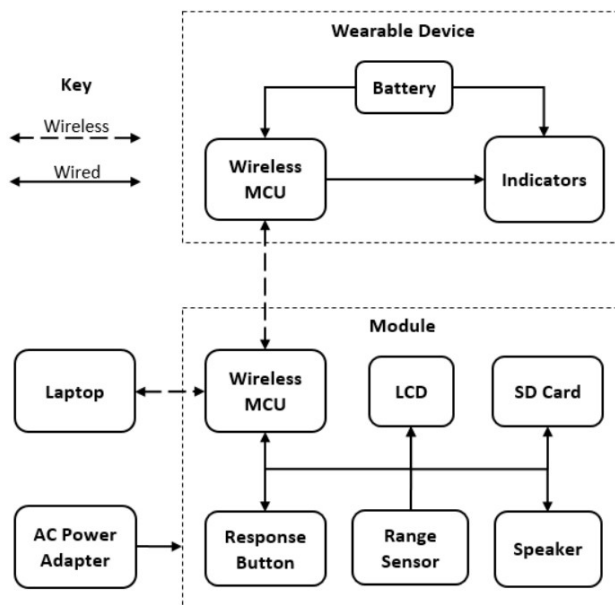 Wearable Device
Key
Wireless
Wired
Battery
Wireless
MCU
Indicators
Module
Laptop
Wireless
MCU
LCD
SD Card
AC Power
Adapter
Response
Button
Range
Sensor
Speaker